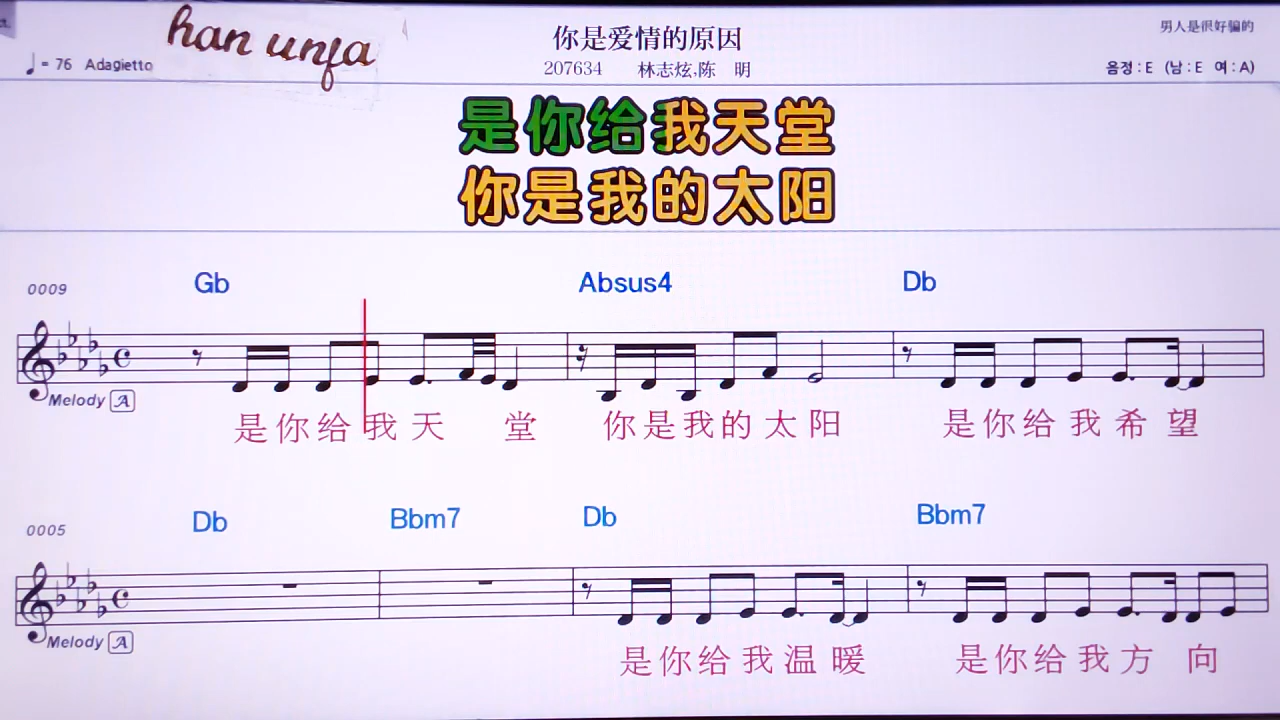 han unfa
你是爱情的原因
男人是很好骗的
♩= 76 Adagietto
207634 林志炫,陈 明
음정 : E (남 : E 여 : A)
是你给我天堂
你是我的太阳
0009 Gb Absus4 Db
Melody A
是你给我天 堂 你是我的太阳 是你给我希望
0005 Db Bbm7 Db Bbm7
Melody A
是你给我温暖 是你给我方 向